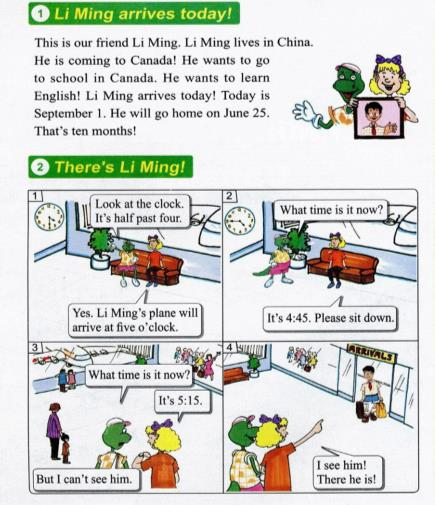 1 Li Ming arrives today!
This is our friend Li Ming. Li Ming lives in China.
He is coming to Canada! He wants to go
to school in Canada. He wants to learn
English! Li Ming arrives today! Today is
September 1. He will go home on June 25.
That's ten months!
2 There's Li Ming!
1
Look at the clock.
It's half past four.
Yes. Li Ming's plane will
arrive at five o'clock.
2
What time is it now?
It's 4:45. Please sit down.
3
What time is it now?
It's 5:15.
But I can't see him.
4
ARRIVALS
I see him!
There he is!